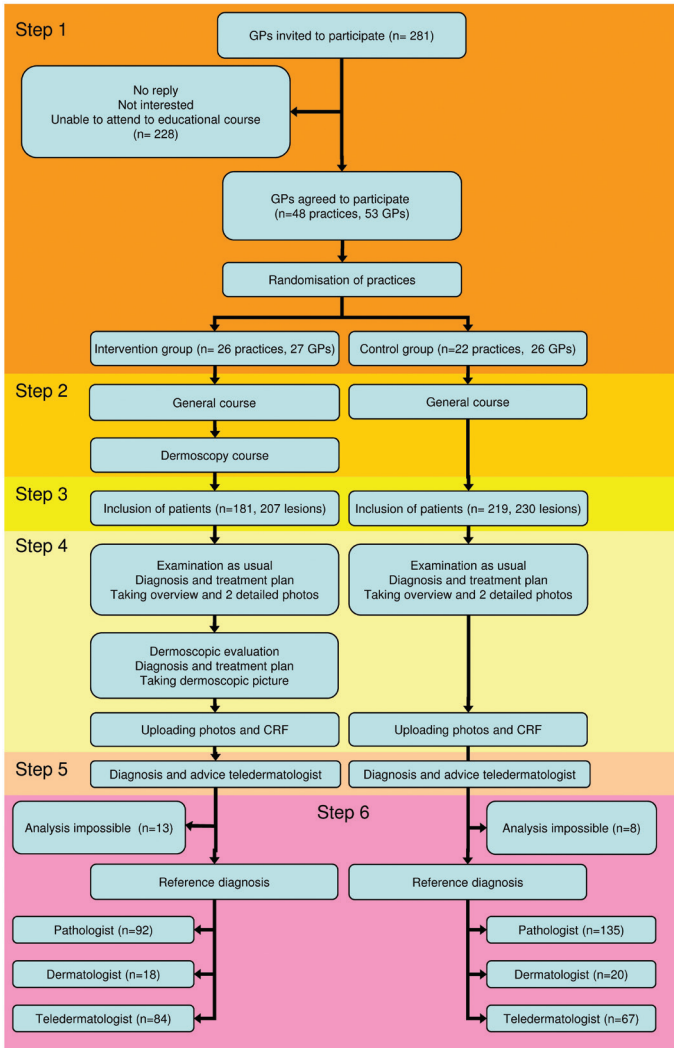 Step 1
GPs invited to participate (n= 281)
No reply
Not interested
Unable to attend to educational course
(n= 228)
GPs agreed to participate
(n=48 practices, 53 GPs)
Randomisation of practices
Intervention group (n= 26 practices, 27 GPs)
Control group (n=22 practices, 26 GPs)
Step 2
General course
General course
Dermoscopy course
Step 3
Inclusion of patients (n=181, 207 lesions)
Inclusion of patients (n= 219, 230 lesions)
Step 4
Examination as usual
Diagnosis and treatment plan
Taking overview and 2 detailed photos
Examination as usual
Diagnosis and treatment plan
Taking overview and 2 detailed photos
Dermoscopic evaluation
Diagnosis and treatment plan
Taking dermoscopic picture
Uploading photos and CRF
Uploading photos and CRF
Step 5
Diagnosis and advice teledermatologist
Diagnosis and advice teledermatologist
Step 6
Analysis impossible (n=13)
Analysis impossible (n=8)
Reference diagnosis
Reference diagnosis
Pathologist (n=92)
Pathologist (n=135)
Dermatologist (n=18)
Dermatologist (n=20)
Teledermatologist (n=84)
Teledermatologist (n=67)